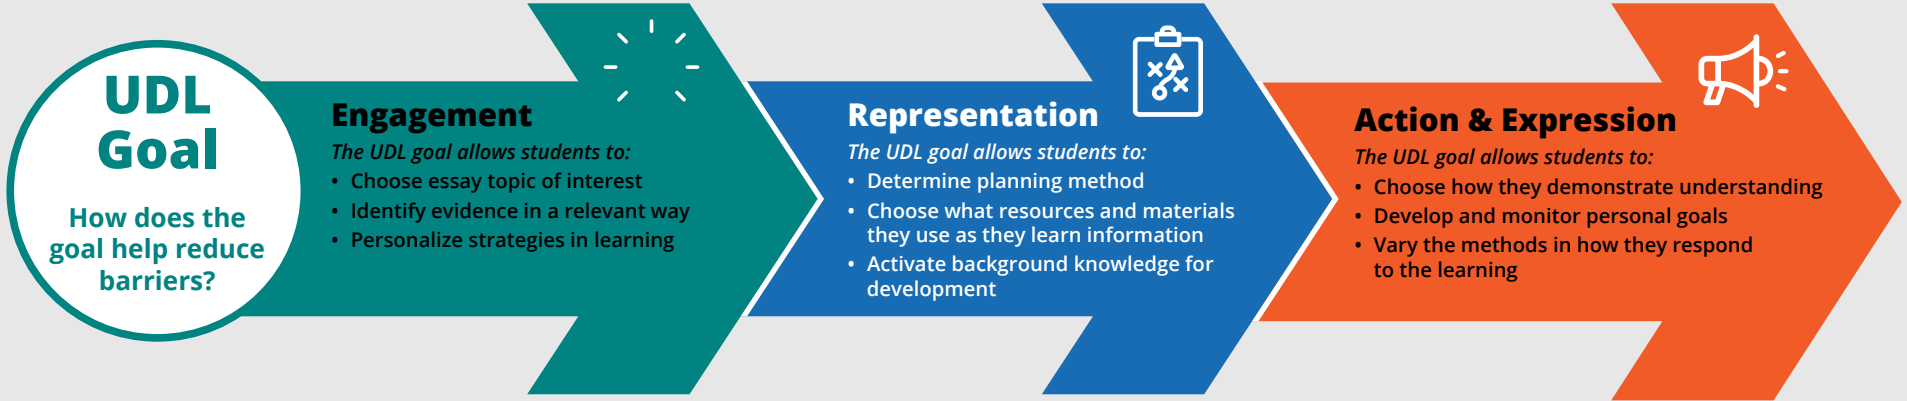 UDL
Goal
How does the
goal help reduce
barriers?
Engagement
The UDL goal allows students to:
• Choose essay topic of interest
• Identify evidence in a relevant way
• Personalize strategies in learning
Representation
The UDL goal allows students to:
• Determine planning method
• Choose what resources and materials
they use as they learn information
• Activate background knowledge for
development
Action & Expression
The UDL goal allows students to:
• Choose how they demonstrate understanding
• Develop and monitor personal goals
• Vary the methods in how they respond
to the learning